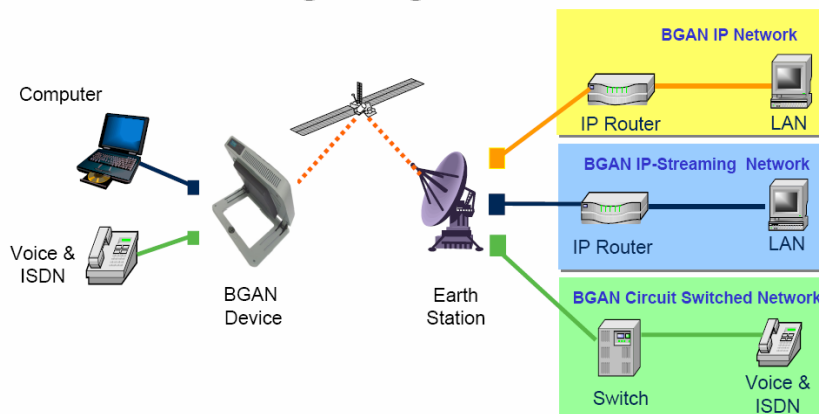 Computer
Voice &
ISDN
BGAN
Device
Earth
Station
BGAN IP Network
IP Router
LAN
BGAN IP-Streaming Network
IP Router
LAN
BGAN Circuit Switched Network
Switch
Voice &
ISDN